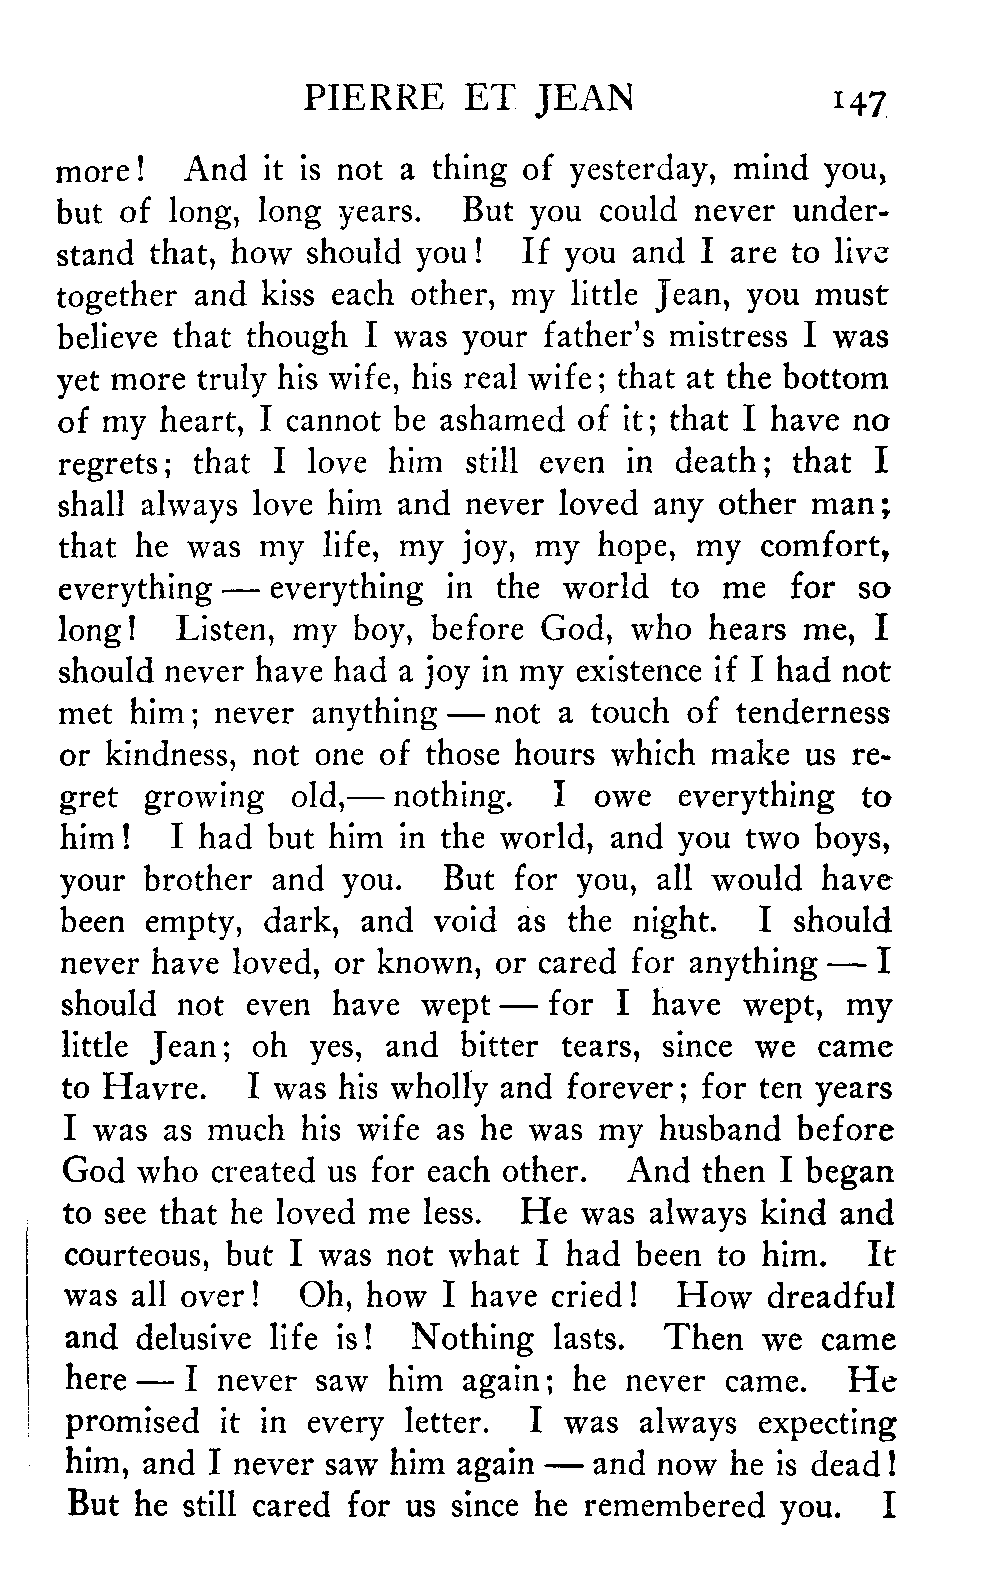 PIERRE ET JEAN 147
more! And it is not a thing of yesterday, mind you,
but of long, long years. But you could never under-
stand that, how should you! If you and I are to live
together and kiss each other, my little Jean, you must
believe that though I was your father's mistress I was
yet more truly his wife, his real wife; that at the bottom
of my heart, I cannot be ashamed of it; that I have no
regrets; that I love him still even in death; that I
shall always love him and never loved any other man;
that he was my life, my joy, my hope, my comfort,
everything — everything in the world to me for so
long! Listen, my boy, before God, who hears me, I
should never have had a joy in my existence if I had not
met him; never anything — not a touch of tenderness
or kindness, not one of those hours which make us re-
gret growing old,— nothing. I owe everything to
him! I had but him in the world, and you two boys,
your brother and you. But for you, all would have
been empty, dark, and void as the night. I should
never have loved, or known, or cared for anything — I
should not even have wept — for I have wept, my
little Jean; oh yes, and bitter tears, since we came
to Havre. I was his wholly and forever; for ten years
I was as much his wife as he was my husband before
God who created us for each other. And then I began
to see that he loved me less. He was always kind and
courteous, but I was not what I had been to him. It
was all over! Oh, how I have cried! How dreadful
and delusive life is! Nothing lasts. Then we came
here — I never saw him again; he never came. He
promised it in every letter. I was always expecting
him, and I never saw him again — and now he is dead!
But he still cared for us since he remembered you. I